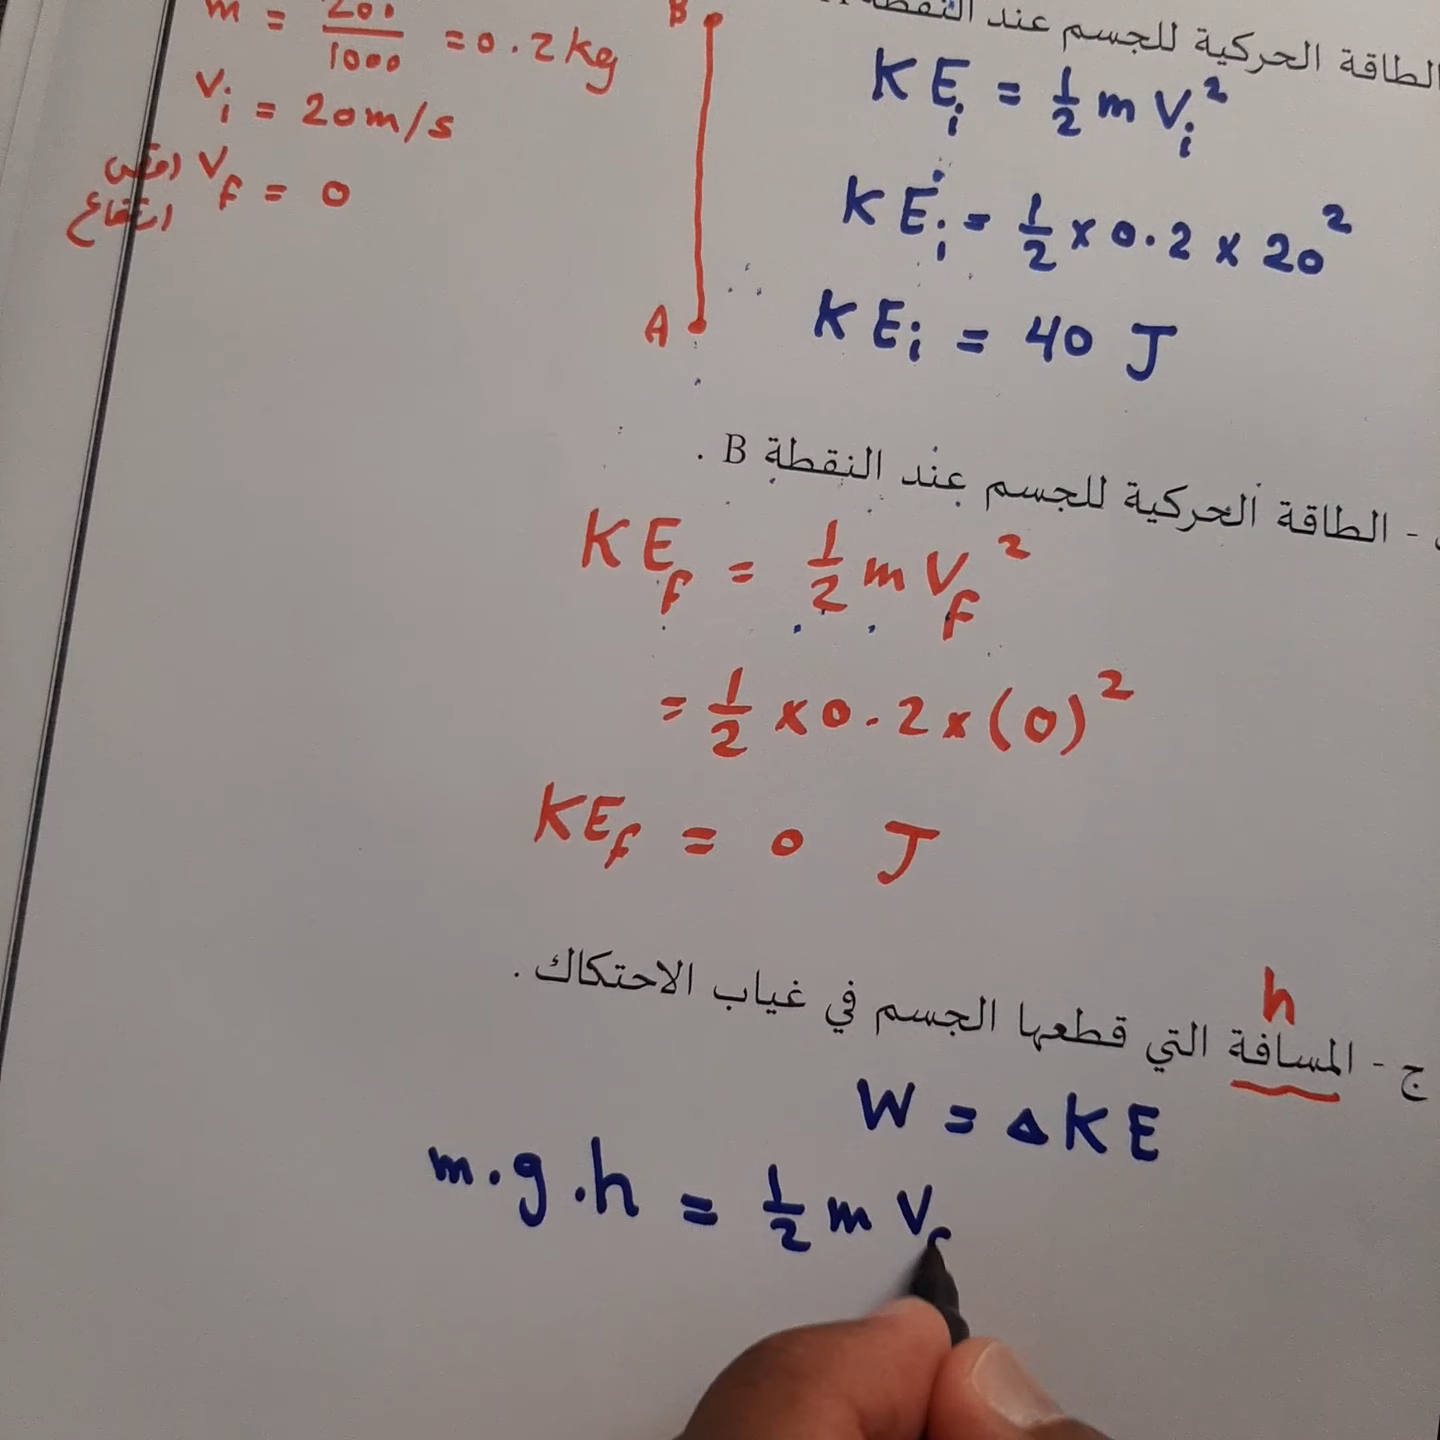 الطاقة الحركية للجسم عند النقطة
m = 200/1000 = 0.2 kg
B
Vi = 20 m/s
Vf = 0
ارتفاع
A
KEi = 1/2 m Vi²
KEi = 1/2 × 0.2 × 20²
KEi = 40 J
- الطاقة الحركية للجسم عند النقطة B .
KEf = 1/2 m Vf²
= 1/2 × 0.2 × (0)²
KEf = 0 J
h
ج - المسافة التي قطعها الجسم في غياب الاحتكاك .
W = ΔKE
m.g.h = 1/2 m V